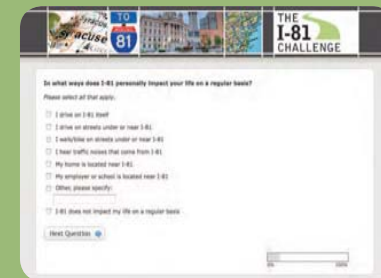 TO
81
Syracuse
THE
I-81
CHALLENGE
In what ways does I-81 personally impact your life on a regular basis?
Please select all that apply.
I drive on I-81 itself
I drive on streets under or near I-81
I walk/bike on streets under or near I-81
I hear traffic noises that come from I-81
My home is located near I-81
My employer or school is located near I-81
Other, please specify:
I-81 does not impact my life on a regular basis
Next Question
0%
100%